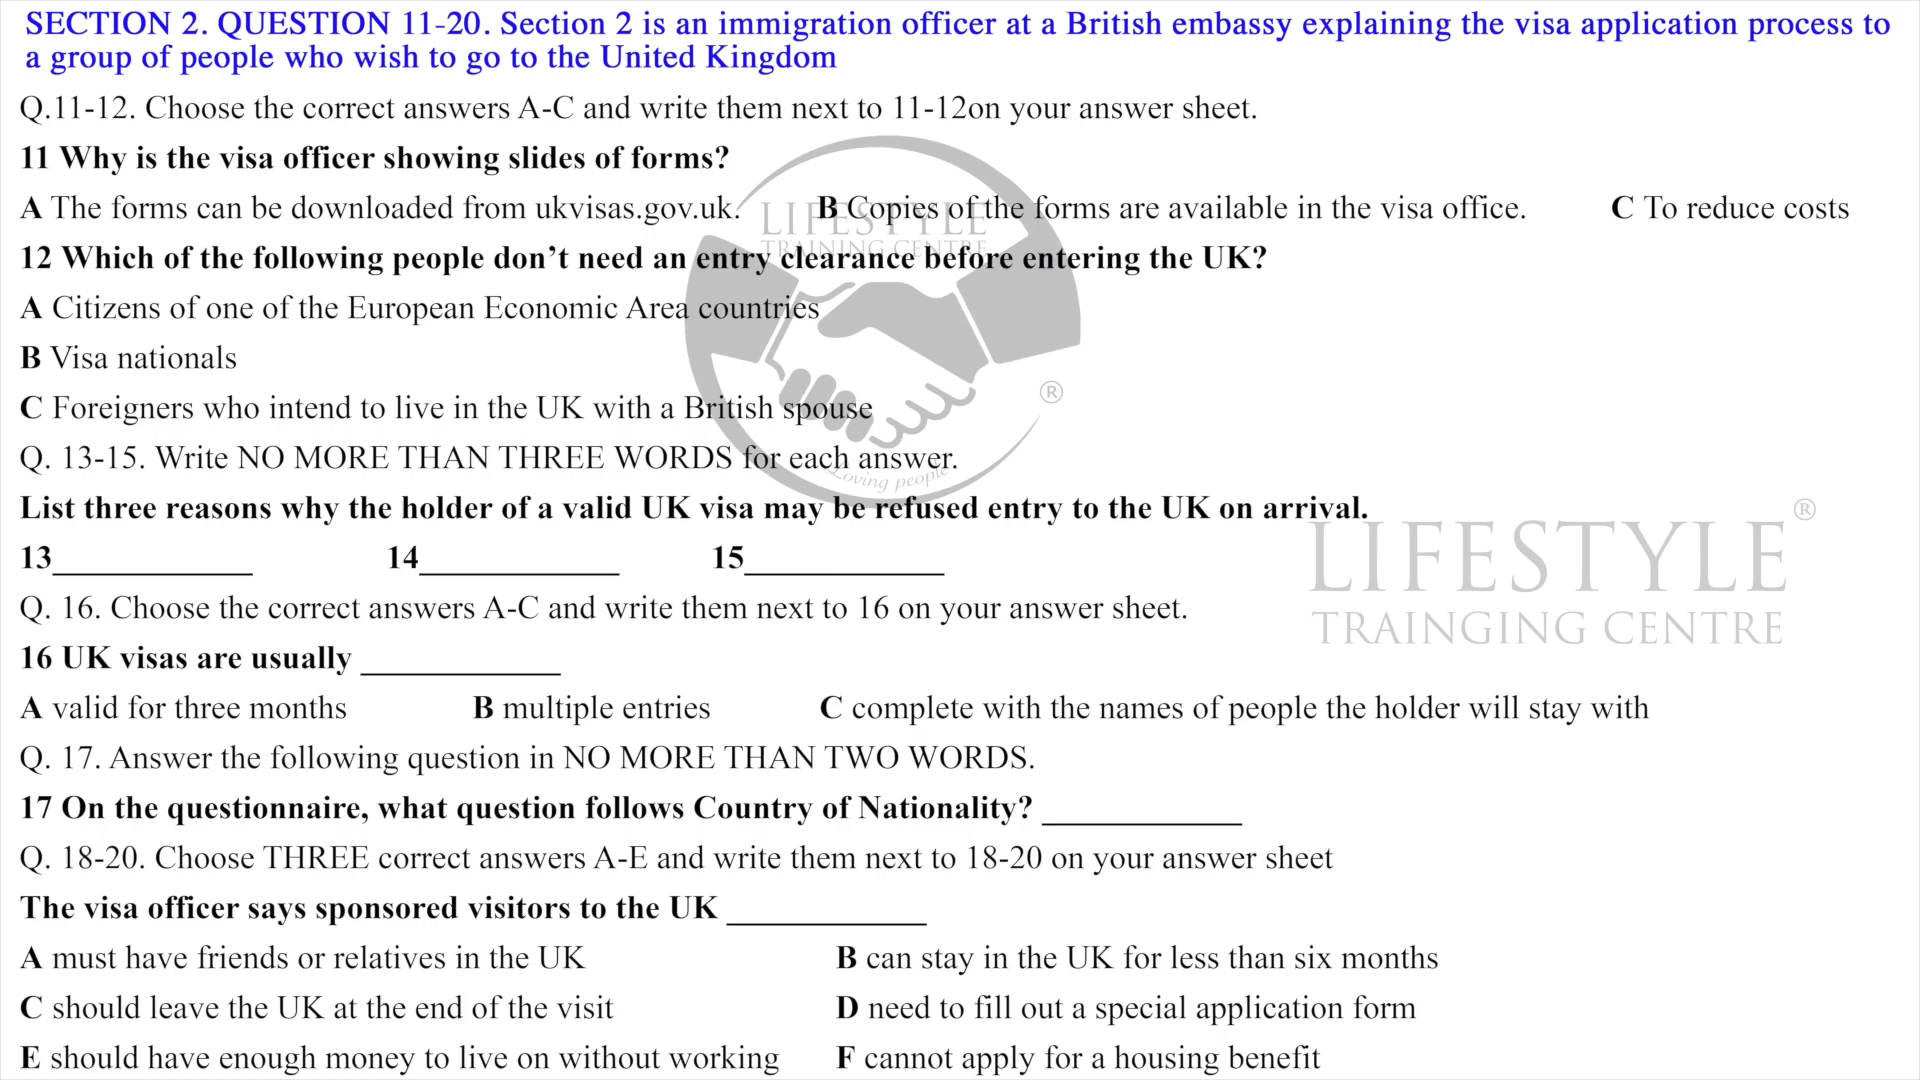 SECTION 2. QUESTION 11-20. Section 2 is an immigration officer at a British embassy explaining the visa application process to
a group of people who wish to go to the United Kingdom
Q.11-12. Choose the correct answers A-C and write them next to 11-12on your answer sheet.
11 Why is the visa officer showing slides of forms?
A The forms can be downloaded from ukvisas.gov.uk. B Copies of the forms are available in the visa office. C To reduce costs
LIFESTYLE
TRAINING CENTRE
12 Which of the following people don’t need an entry clearance before entering the UK?
A Citizens of one of the European Economic Area countries
B Visa nationals
®
C Foreigners who intend to live in the UK with a British spouse
Q. 13-15. Write NO MORE THAN THREE WORDS for each answer.
Loving people
List three reasons why the holder of a valid UK visa may be refused entry to the UK on arrival.
13____________ 14____________ 15____________
LIFESTYLE®
TRAINGING CENTRE
Q. 16. Choose the correct answers A-C and write them next to 16 on your answer sheet.
16 UK visas are usually ____________
A valid for three months B multiple entries C complete with the names of people the holder will stay with
Q. 17. Answer the following question in NO MORE THAN TWO WORDS.
17 On the questionnaire, what question follows Country of Nationality? ____________
Q. 18-20. Choose THREE correct answers A-E and write them next to 18-20 on your answer sheet
The visa officer says sponsored visitors to the UK ____________
A must have friends or relatives in the UK B can stay in the UK for less than six months
C should leave the UK at the end of the visit D need to fill out a special application form
E should have enough money to live on without working F cannot apply for a housing benefit